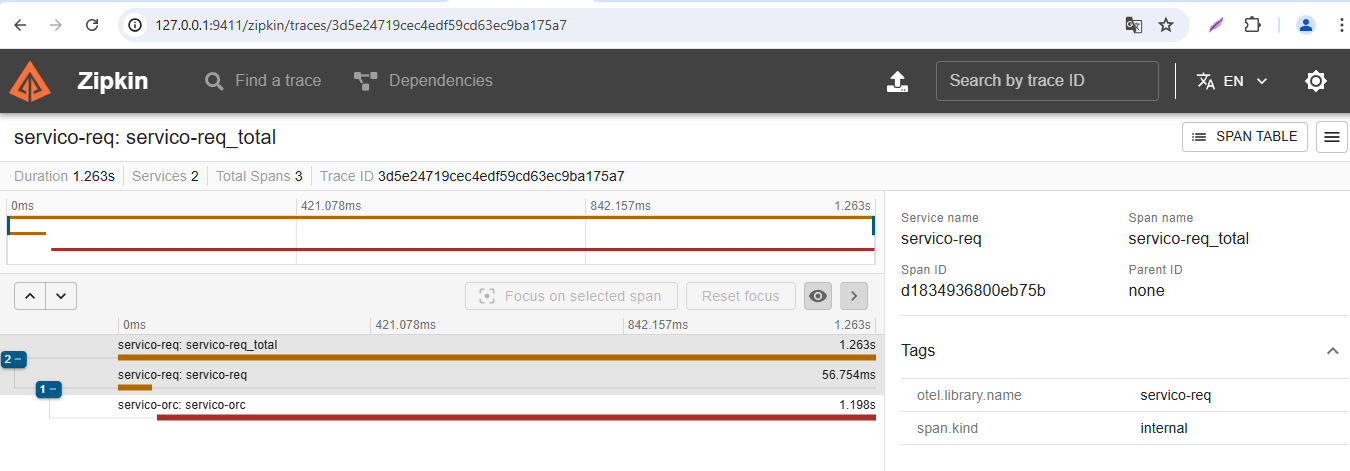 127.0.0.1:9411/zipkin/traces/3d5e24719cec4edf59cd63ec9ba175a7
Zipkin Find a trace Dependencies Search by trace ID EN
servico-req: servico-req_total SPAN TABLE
Duration 1.263s Services 2 Total Spans 3 Trace ID 3d5e24719cec4edf59cd63ec9ba175a7
0ms 421.078ms 842.157ms 1.263s
Focus on selected span Reset focus
0ms 421.078ms 842.157ms 1.263s
servico-req: servico-req_total 1.263s
2 −
servico-req: servico-req 56.754ms
1 −
servico-orc: servico-orc 1.198s
Service name Span name
servico-req servico-req_total
Span ID Parent ID
d1834936800eb75b none
Tags
otel.library.name servico-req
span.kind internal